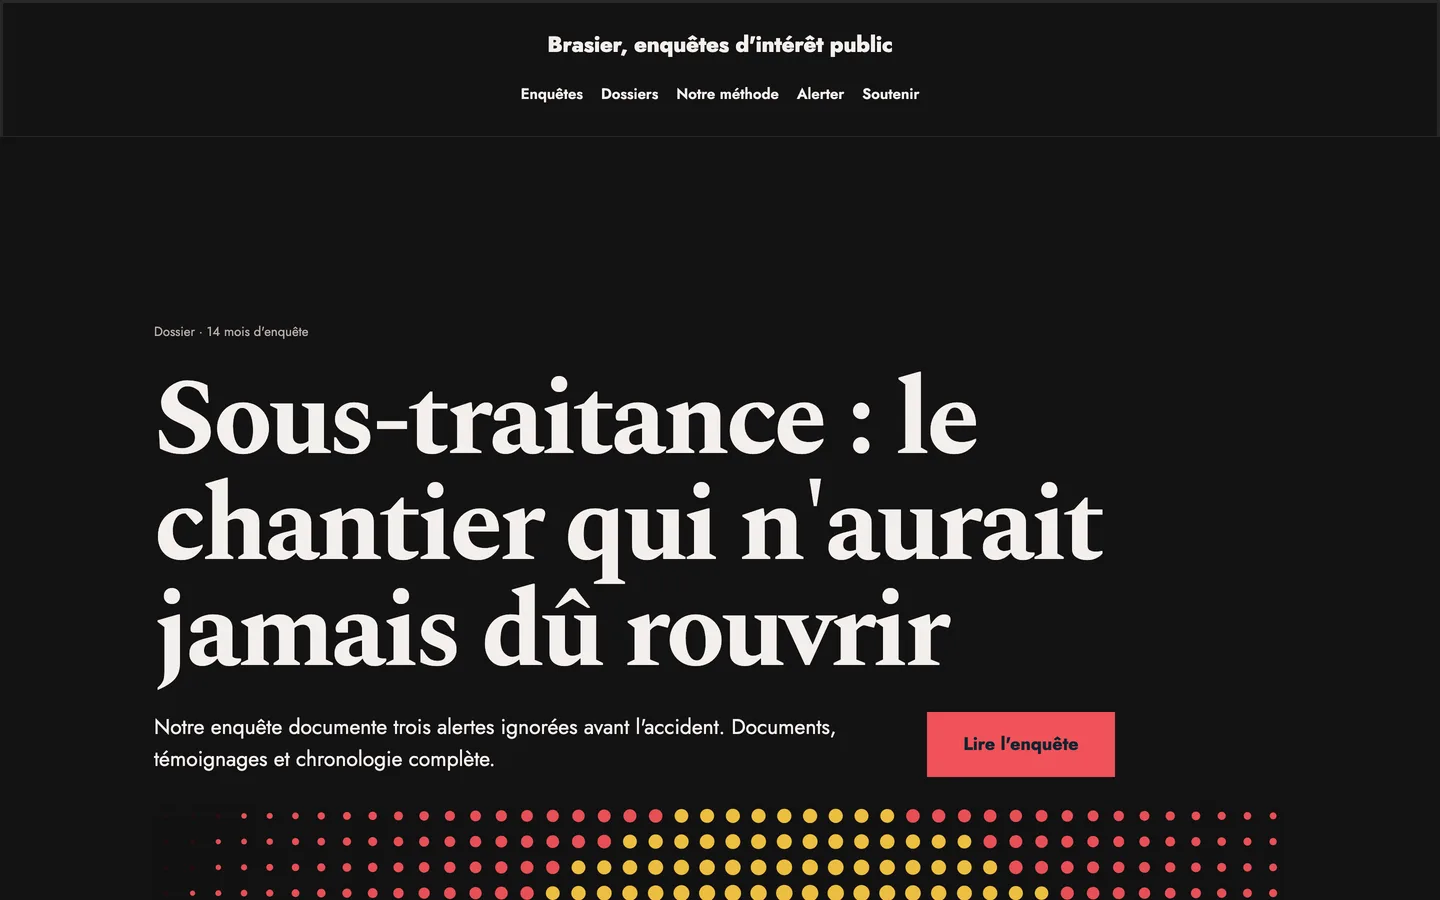 Brasier, enquêtes d'intérêt public
Enquêtes Dossiers Notre méthode Alerter Soutenir
Dossier · 14 mois d'enquête
Sous-traitance : le
chantier qui n'aurait
jamais dû rouvrir
Notre enquête documente trois alertes ignorées avant l'accident. Documents,
témoignages et chronologie complète.
Lire l'enquête